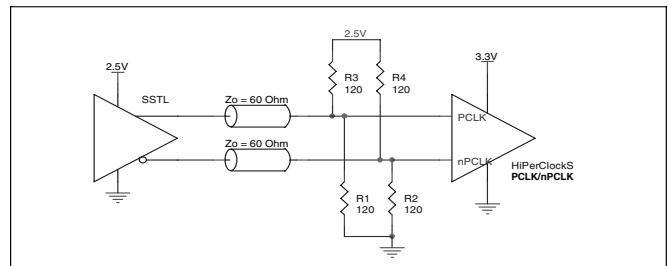 2.5V
3.3V
2.5V
SSTL
Zo = 60 Ohm
R3
120
R4
120
PCLK
Zo = 60 Ohm
nPCLK
HiPerClockS
PCLK/nPCLK
R1
120
R2
120